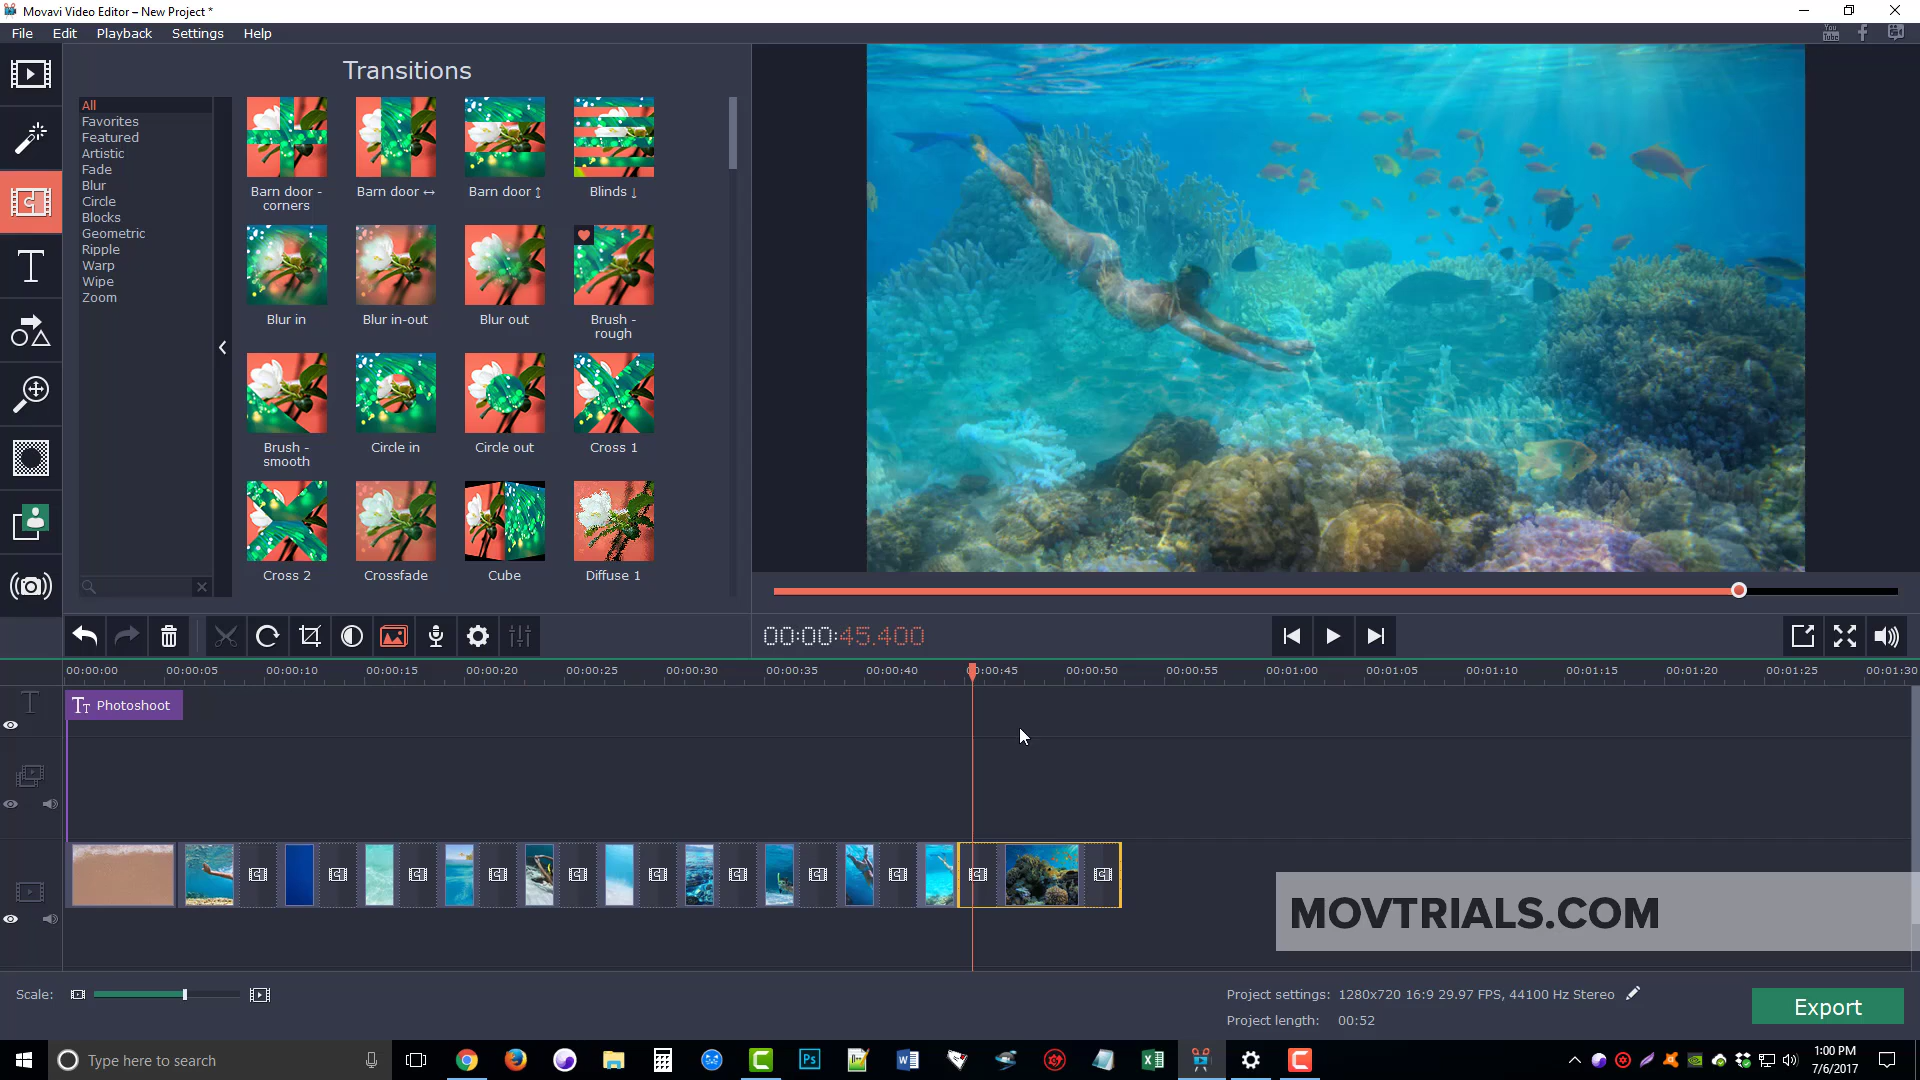 Movavi Video Editor – New Project *
File Edit Playback Settings Help
You
Tube
Transitions
All
Favorites
Featured
Artistic
Fade
Blur
Circle
Blocks
Geometric
Ripple
Warp
Wipe
Zoom
Barn door -
corners
Barn door ↔
Barn door ↕
Blinds ↓
Blur in
Blur in-out
Blur out
Brush -
rough
Brush -
smooth
Circle in
Circle out
Cross 1
Cross 2
Crossfade
Cube
Diffuse 1
00:00:45.400
00:00:00 00:00:05 00:00:10 00:00:15 00:00:20 00:00:25 00:00:30 00:00:35 00:00:40 00:00:45 00:00:50 00:00:55 00:01:00 00:01:05 00:01:10 00:01:15 00:01:20 00:01:25 00:01:30
Photoshoot
MOVTRIALS.COM
Scale:
Project settings: 1280x720 16:9 29.97 FPS, 44100 Hz Stereo
Project length: 00:52
Export
Type here to search
Ps
1:00 PM
7/6/2017